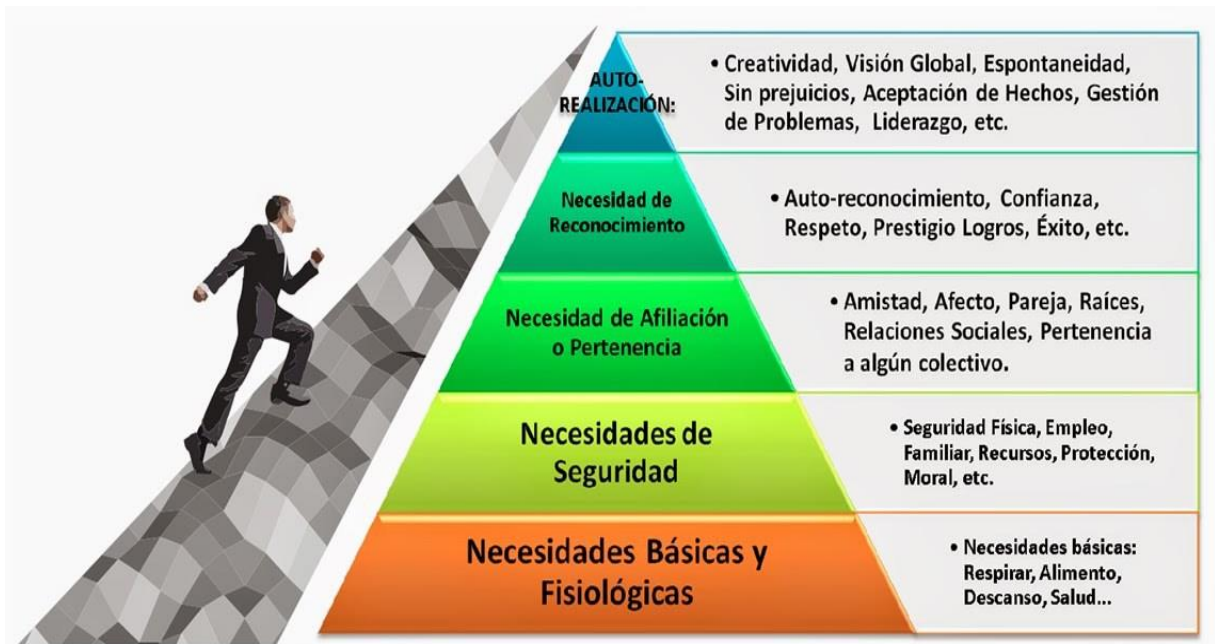 AUTO-
REALIZACIÓN:
• Creatividad, Visión Global, Espontaneidad,
Sin prejuicios, Aceptación de Hechos, Gestión
de Problemas, Liderazgo, etc.
Necesidad de
Reconocimiento
• Auto-reconocimiento, Confianza,
Respeto, Prestigio Logros, Éxito, etc.
Necesidad de Afiliación
o Pertenencia
• Amistad, Afecto, Pareja, Raíces,
Relaciones Sociales, Pertenencia
a algún colectivo.
Necesidades de
Seguridad
• Seguridad Física, Empleo,
Familiar, Recursos, Protección,
Moral, etc.
Necesidades Básicas y
Fisiológicas
• Necesidades básicas:
Respirar, Alimento,
Descanso, Salud...